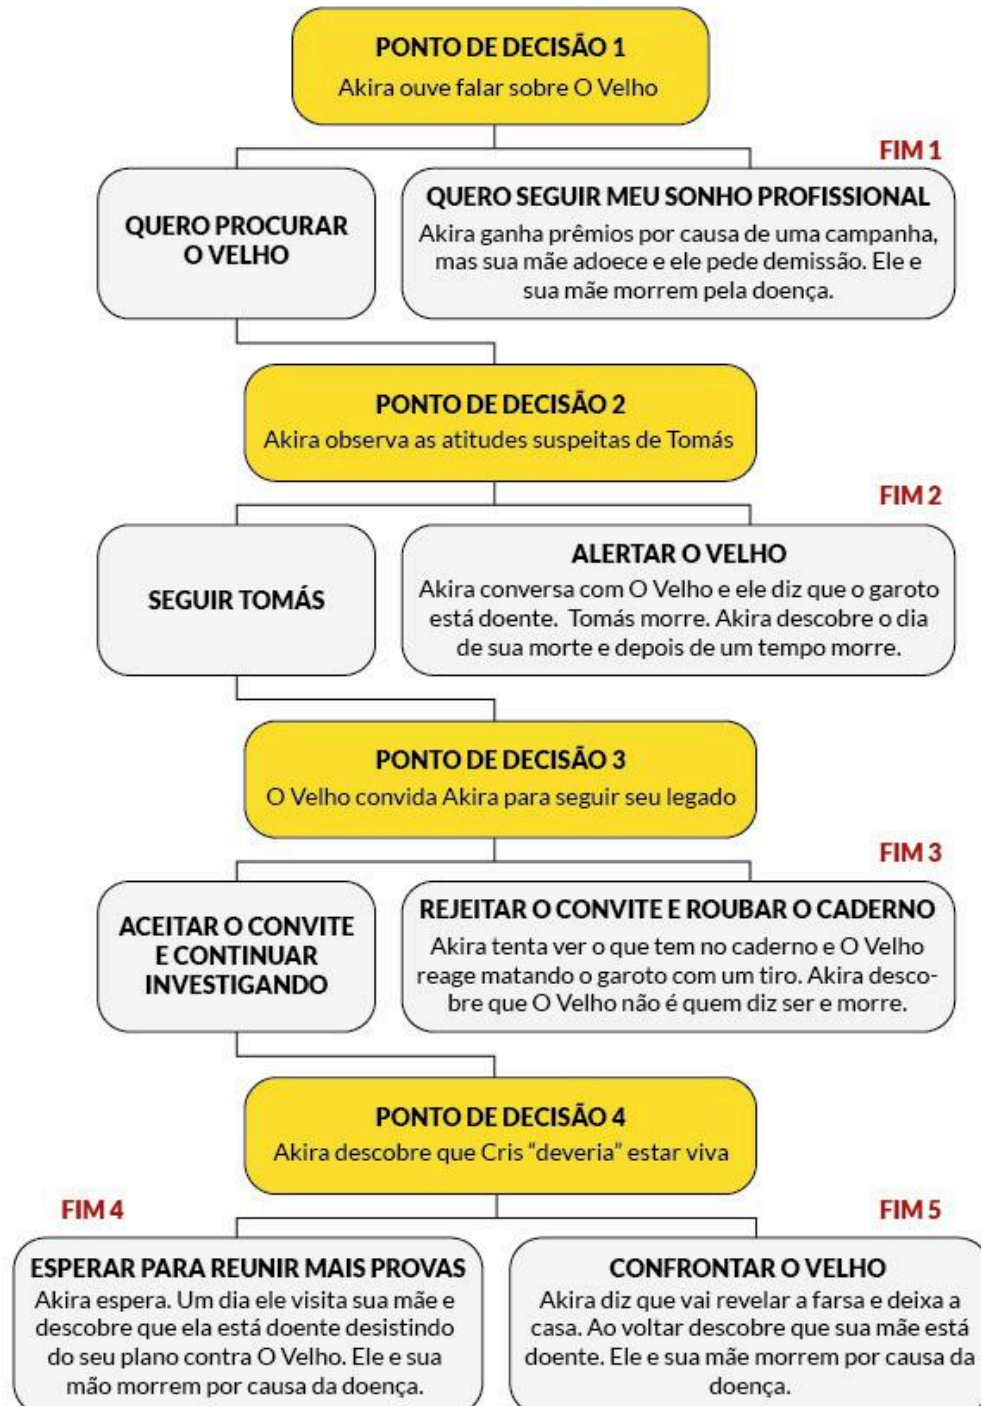 PONTO DE DECISÃO 1
Akira ouve falar sobre O Velho
FIM 1
QUERO PROCURAR
O VELHO
QUERO SEGUIR MEU SONHO PROFISSIONAL
Akira ganha prêmios por causa de uma campanha,
mas sua mãe adoece e ele pede demissão. Ele e
sua mãe morrem pela doença.
PONTO DE DECISÃO 2
Akira observa as atitudes suspeitas de Tomás
FIM 2
SEGUIR TOMÁS
ALERTAR O VELHO
Akira conversa com O Velho e ele diz que o garoto
está doente. Tomás morre. Akira descobre o dia
de sua morte e depois de um tempo morre.
PONTO DE DECISÃO 3
O Velho convida Akira para seguir seu legado
FIM 3
ACEITAR O CONVITE
E CONTINUAR
INVESTIGANDO
REJEITAR O CONVITE E ROUBAR O CADERNO
Akira tenta ver o que tem no caderno e O Velho
reage matando o garoto com um tiro. Akira desco-
bre que O Velho não é quem diz ser e morre.
PONTO DE DECISÃO 4
Akira descobre que Cris “deveria” estar viva
FIM 4
ESPERAR PARA REUNIR MAIS PROVAS
Akira espera. Um dia ele visita sua mãe e
descobre que ela está doente desistindo
do seu plano contra O Velho. Ele e sua
mão morrem por causa da doença.
FIM 5
CONFRONTAR O VELHO
Akira diz que vai revelar a farsa e deixa a
casa. Ao voltar descobre que sua mãe está
doente. Ele e sua mãe morrem por causa da
doença.